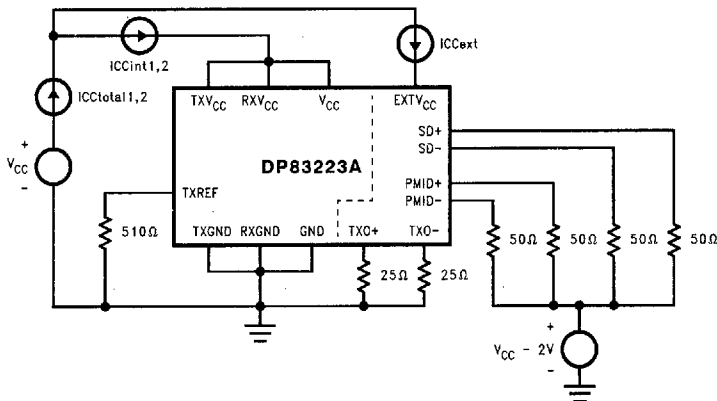 ICCint1,2
ICCext
ICCtotal1,2
TXVCC RXVCC VCC EXTVCC
SD+
SD-
+
VCC
-
DP83223A
TXREF
PMID+
PMID-
510Ω
TXGND RXGND GND TXO+ TXO-
50Ω 50Ω 50Ω 50Ω
25Ω 25Ω
+
VCC - 2V
-